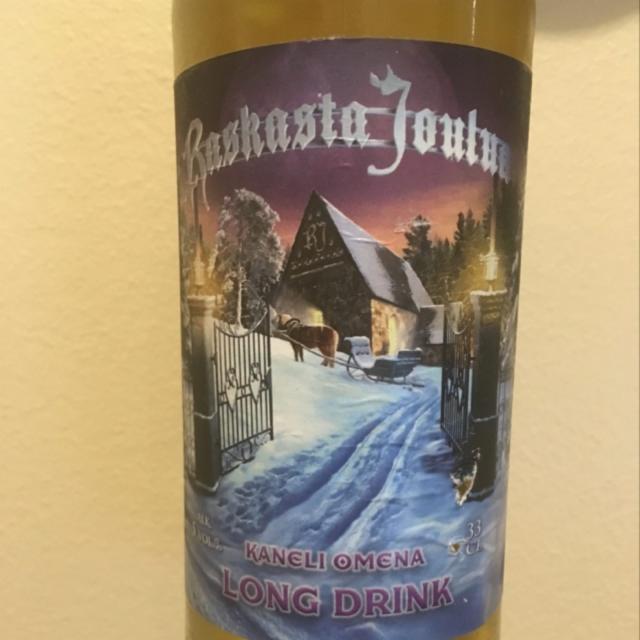 Raskasta Joulua
RJ
KANELI OMENA
LONG DRINK
33
CL